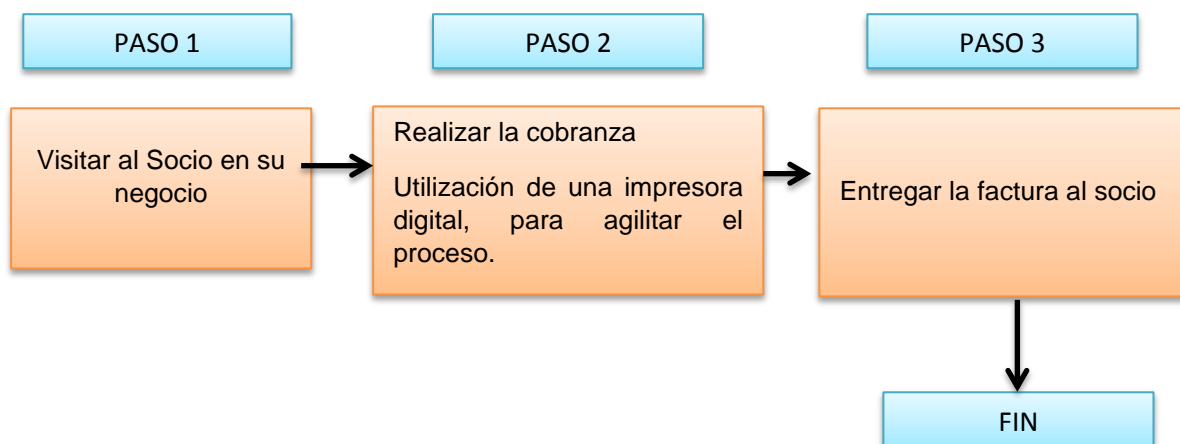 PASO 1
PASO 2
PASO 3
Visitar al Socio en su
negocio
Realizar la cobranza
Utilización de una impresora
digital, para agilitar el
proceso.
Entregar la factura al socio
FIN